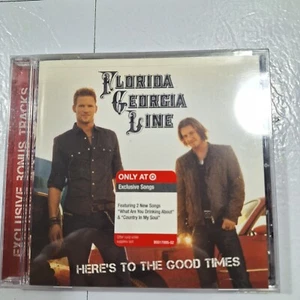 FLORIDA
GEORGIA
LINE
EXCLUSIVE BONUS TRACKS
ONLY AT
Exclusive Songs
Featuring 2 New Songs
"What Are You Drinking About"
& "Country In My Soul"
HERE'S TO THE GOOD TIMES